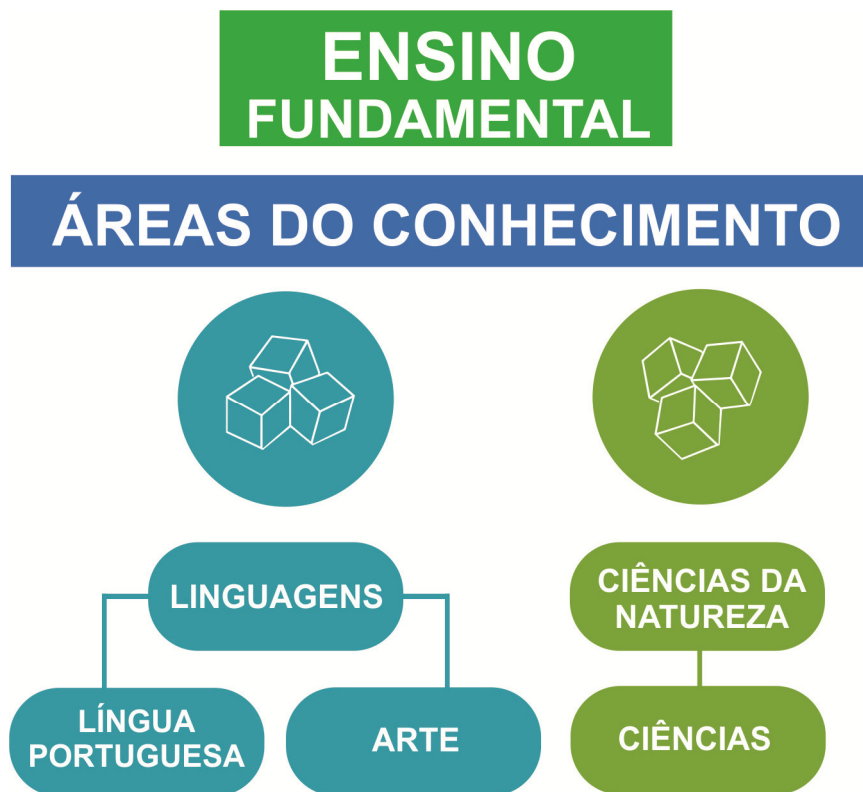 ENSINO
FUNDAMENTAL
ÁREAS DO CONHECIMENTO
LINGUAGENS
CIÊNCIAS DA
NATUREZA
LÍNGUA
PORTUGUESA
ARTE
CIÊNCIAS